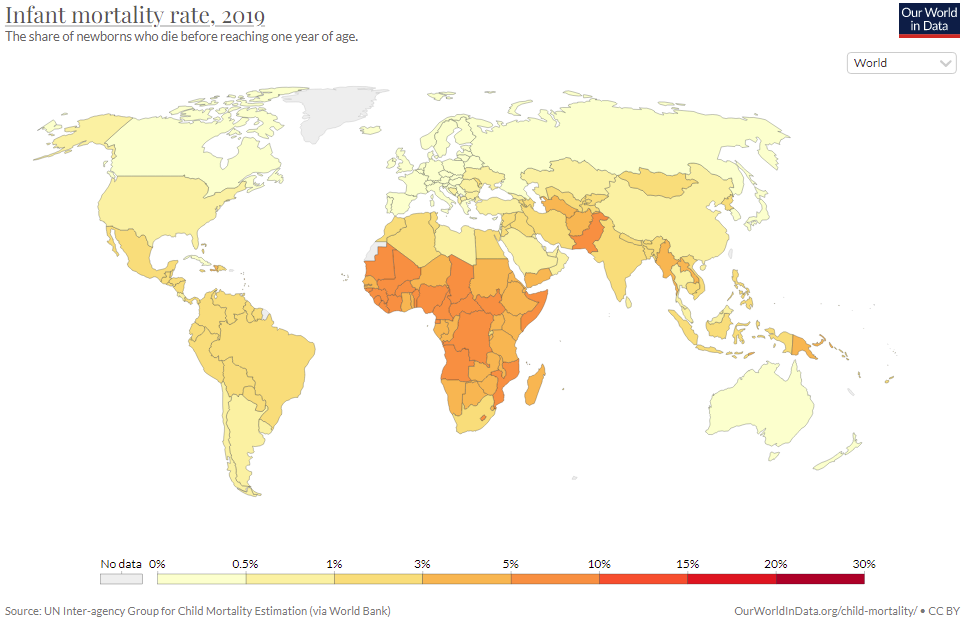 Infant mortality rate, 2019
The share of newborns who die before reaching one year of age.
Our World
in Data
World
No data 0% 0.5% 1% 3% 5% 10% 15% 20% 30%
Source: UN Inter-agency Group for Child Mortality Estimation (via World Bank)
OurWorldInData.org/child-mortality/ • CC BY